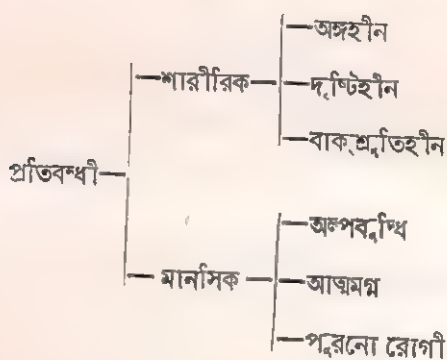 অঙ্গহীন
শারীরিক
দৃষ্টিহীন
বাক্‌শ্রুতিহীন
প্রতিবন্ধী
অল্পবুদ্ধি
মানসিক
আত্মমগ্ন
পুরনো রোগী